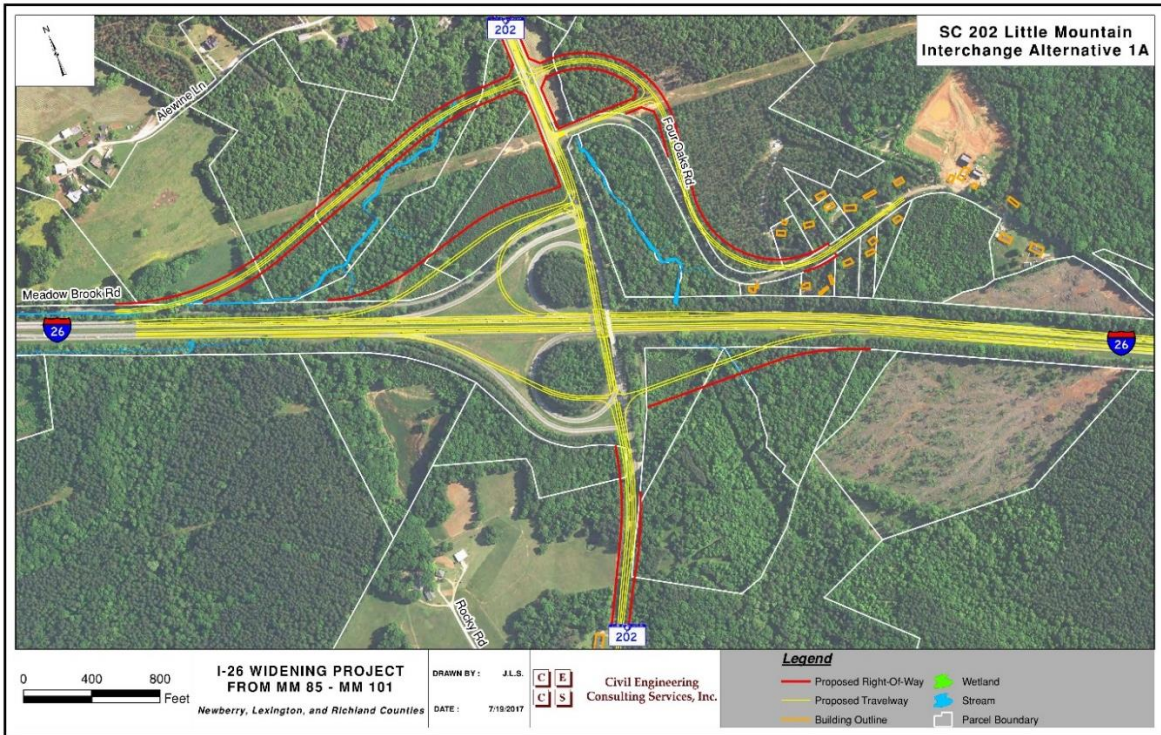 202
SC 202 Little Mountain
Interchange Alternative 1A
N
Alewine Ln
Four Oaks Rd
Meadow Brook Rd
26
26
Rocky Rd
202
0 400 800
Feet
I-26 WIDENING PROJECT
FROM MM 85 - MM 101
Newberry, Lexington, and Richland Counties
DRAWN BY : J.L.S.
DATE : 7/19/2017
C E
C S
Civil Engineering
Consulting Services, Inc.
Legend
Proposed Right-Of-Way
Proposed Travelway
Building Outline
Wetland
Stream
Parcel Boundary